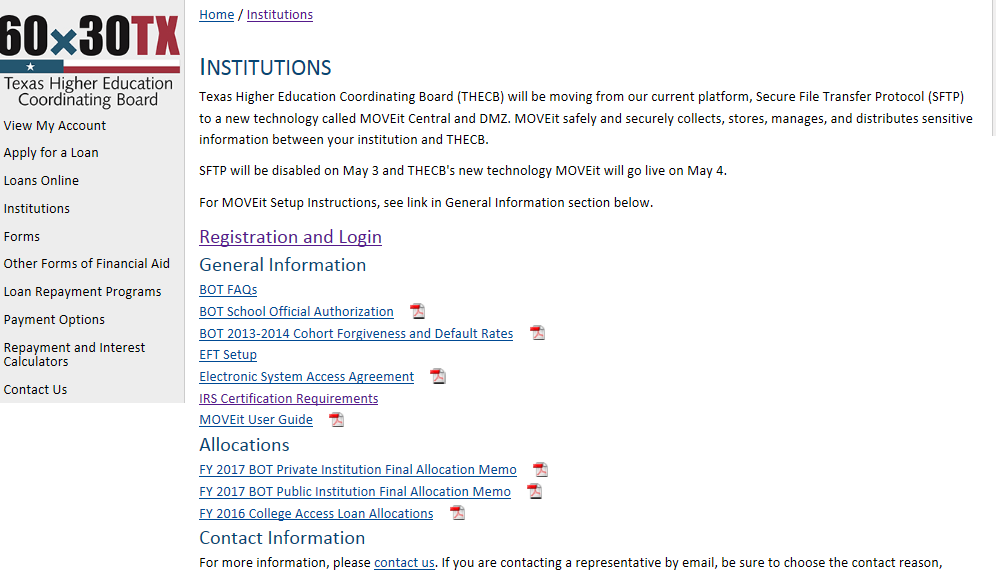 60x30TX
Texas Higher Education
Coordinating Board
View My Account
Apply for a Loan
Loans Online
Institutions
Forms
Other Forms of Financial Aid
Loan Repayment Programs
Payment Options
Repayment and Interest
Calculators
Contact Us
Home / Institutions
INSTITUTIONS
Texas Higher Education Coordinating Board (THECB) will be moving from our current platform, Secure File Transfer Protocol (SFTP)
to a new technology called MOVEit Central and DMZ. MOVEit safely and securely collects, stores, manages, and distributes sensitive
information between your institution and THECB.
SFTP will be disabled on May 3 and THECB's new technology MOVEit will go live on May 4.
For MOVEit Setup Instructions, see link in General Information section below.
Registration and Login
General Information
BOT FAQs
BOT School Official Authorization
BOT 2013-2014 Cohort Forgiveness and Default Rates
EFT Setup
Electronic System Access Agreement
IRS Certification Requirements
MOVEit User Guide
Allocations
FY 2017 BOT Private Institution Final Allocation Memo
FY 2017 BOT Public Institution Final Allocation Memo
FY 2016 College Access Loan Allocations
Contact Information
For more information, please contact us. If you are contacting a representative by email, be sure to choose the contact reason,